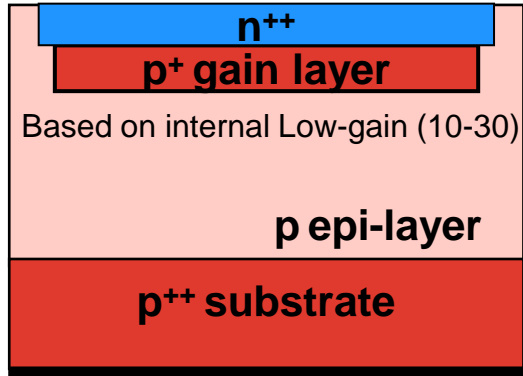 n⁺⁺
p⁺ gain layer
Based on internal Low-gain (10-30)
p epi-layer
p⁺⁺ substrate